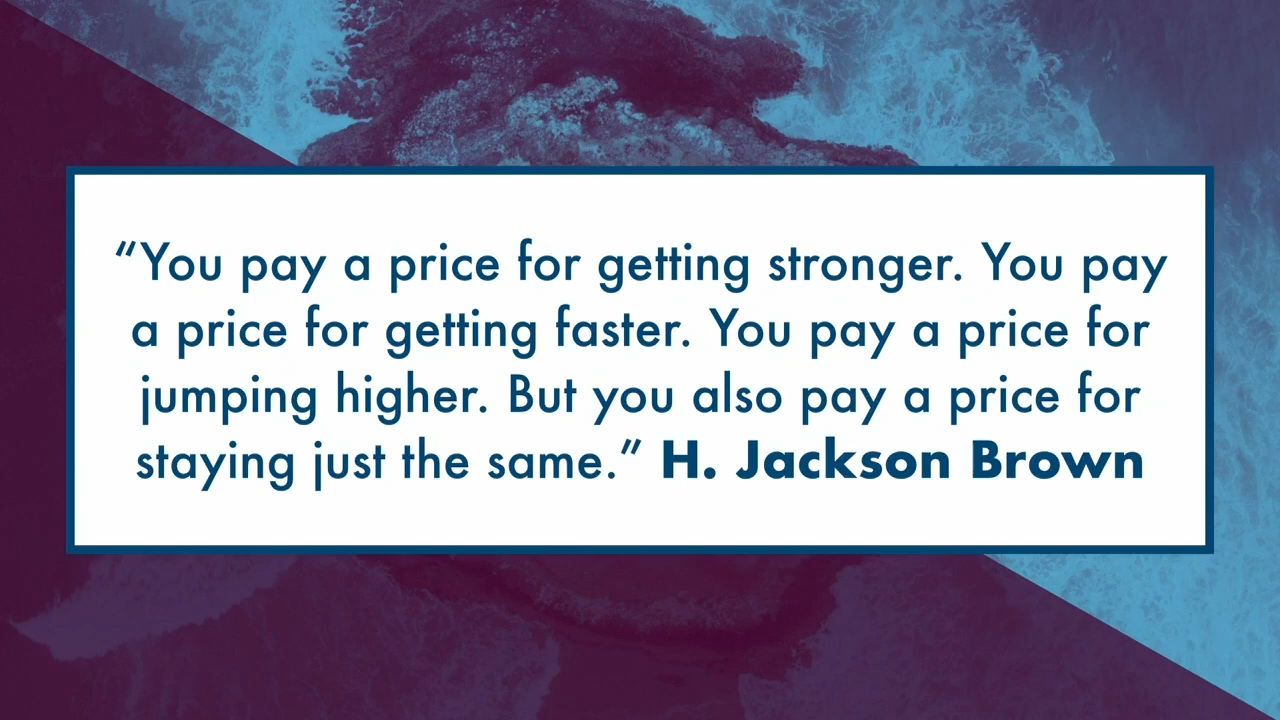 “You pay a price for getting stronger. You pay
a price for getting faster. You pay a price for
jumping higher. But you also pay a price for
staying just the same.” H. Jackson Brown